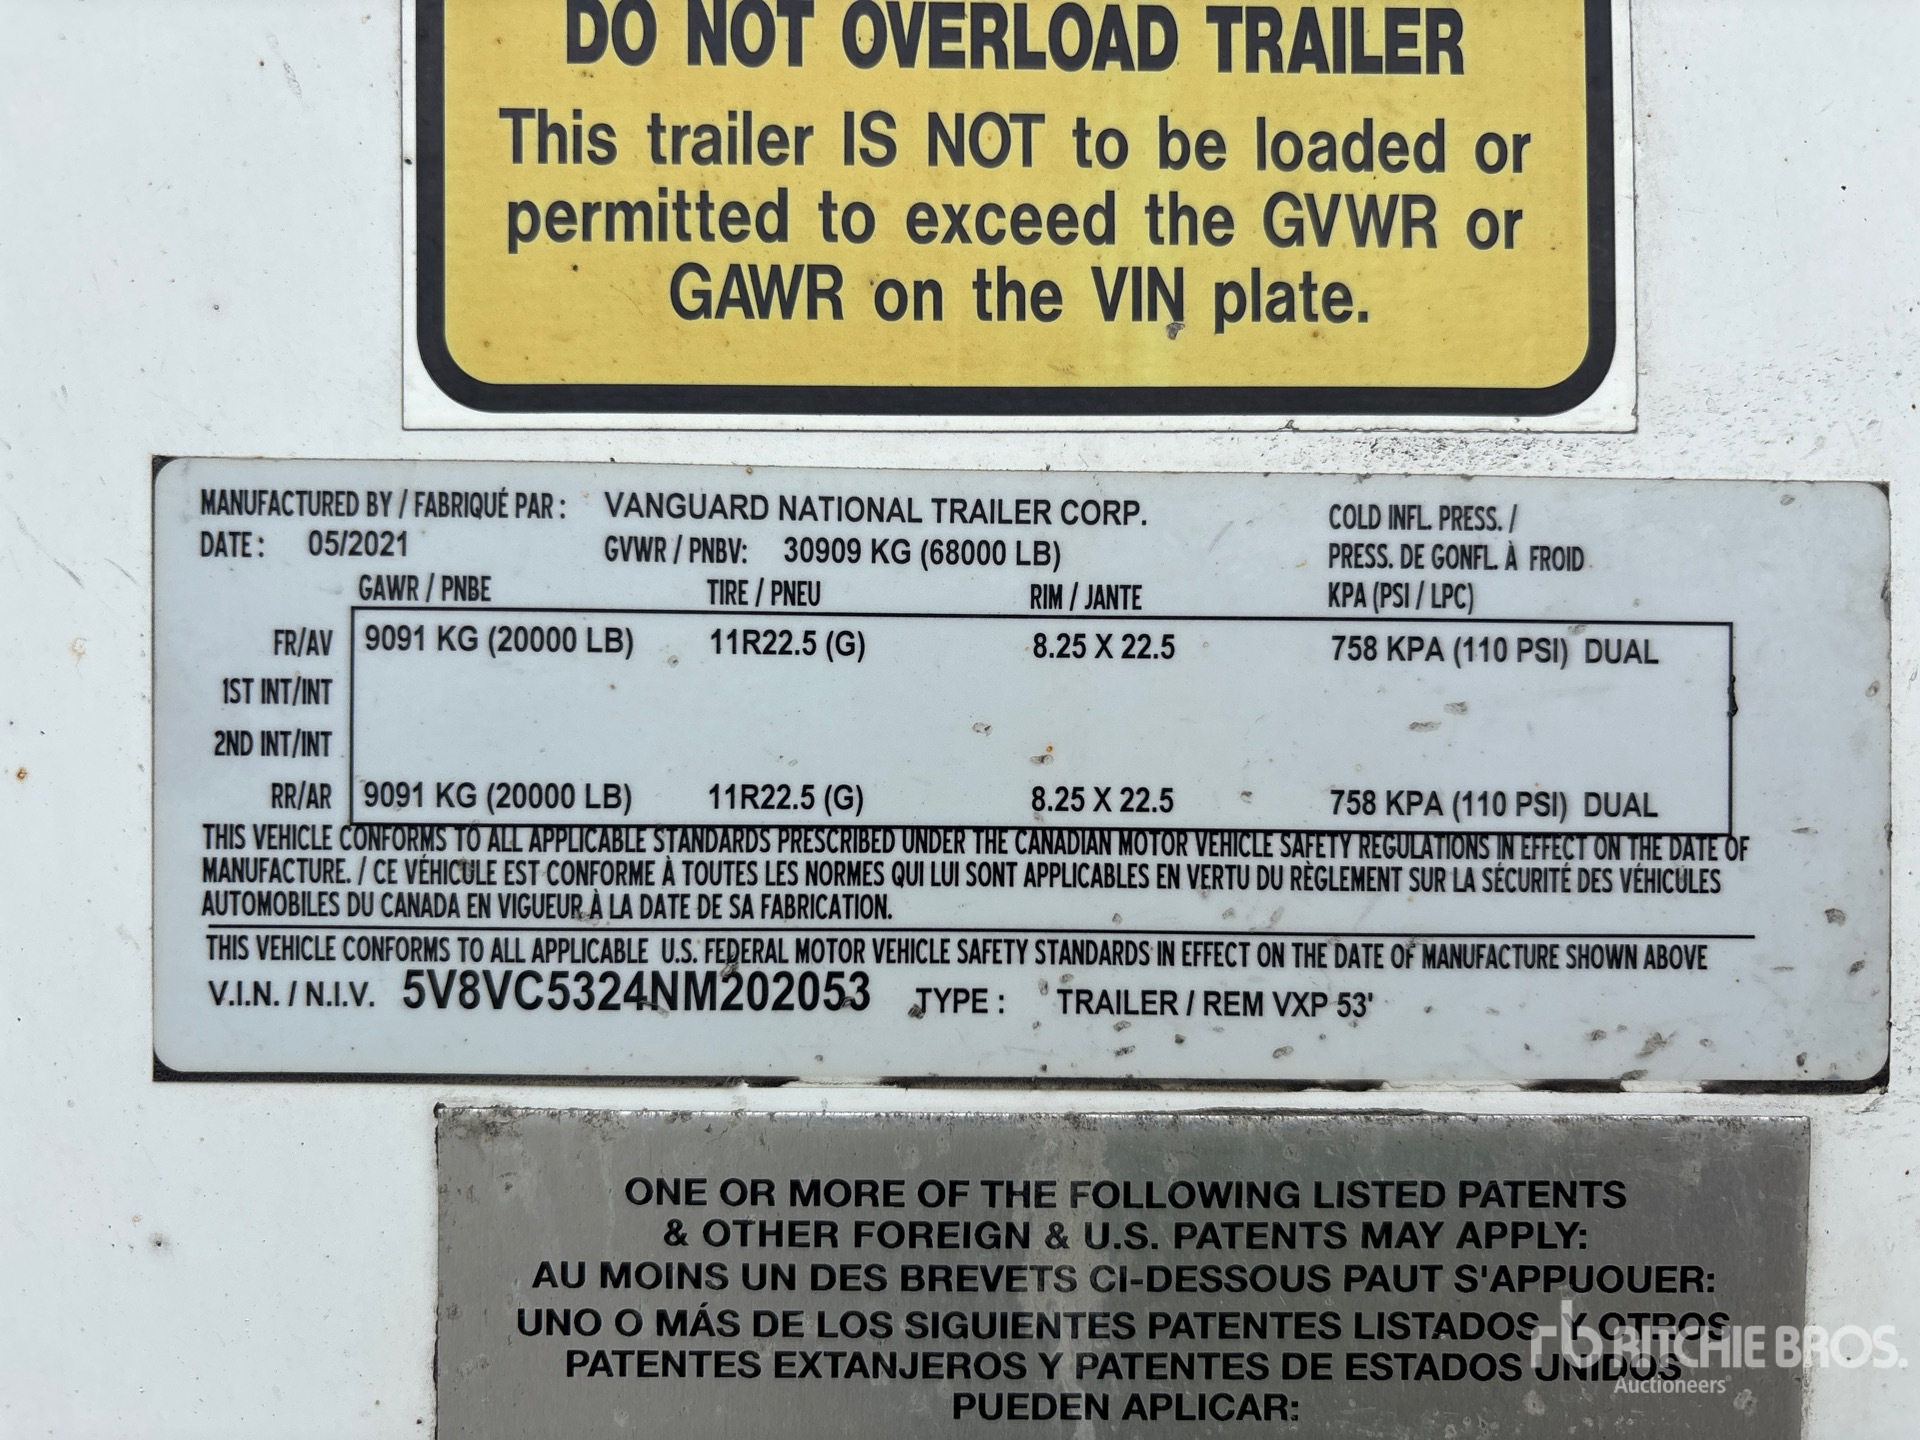 DO NOT OVERLOAD TRAILER
This trailer IS NOT to be loaded or
permitted to exceed the GVWR or
GAWR on the VIN plate.
MANUFACTURED BY / FABRIQUÉ PAR : VANGUARD NATIONAL TRAILER CORP. COLD INFL. PRESS. /
DATE : 05/2021 GVWR / PNBV: 30909 KG (68000 LB) PRESS. DE GONFL. À FROID
GAWR / PNBE TIRE / PNEU RIM / JANTE KPA (PSI / LPC)
FR/AV 9091 KG (20000 LB) 11R22.5 (G) 8.25 X 22.5 758 KPA (110 PSI) DUAL
1ST INT/INT
2ND INT/INT
RR/AR 9091 KG (20000 LB) 11R22.5 (G) 8.25 X 22.5 758 KPA (110 PSI) DUAL
THIS VEHICLE CONFORMS TO ALL APPLICABLE STANDARDS PRESCRIBED UNDER THE CANADIAN MOTOR VEHICLE SAFETY REGULATIONS IN EFFECT ON THE DATE OF
MANUFACTURE. / CE VÉHICULE EST CONFORME À TOUTES LES NORMES QUI LUI SONT APPLICABLES EN VERTU DU RÈGLEMENT SUR LA SÉCURITÉ DES VÉHICULES
AUTOMOBILES DU CANADA EN VIGUEUR À LA DATE DE SA FABRICATION.
THIS VEHICLE CONFORMS TO ALL APPLICABLE U.S. FEDERAL MOTOR VEHICLE SAFETY STANDARDS IN EFFECT ON THE DATE OF MANUFACTURE SHOWN ABOVE
V.I.N. / N.I.V. 5V8VC5324NM202053 TYPE : TRAILER / REM VXP 53'
ONE OR MORE OF THE FOLLOWING LISTED PATENTS
& OTHER FOREIGN & U.S. PATENTS MAY APPLY:
AU MOINS UN DES BREVETS CI-DESSOUS PAUT S'APPUOUER:
UNO O MÁS DE LOS SIGUIENTES PATENTES LISTADOS, Y OTROS
PATENTES EXTANJEROS Y PATENTES DE ESTADOS UNIDOS
PUEDEN APLICAR:
rb RITCHIE BROS.
Auctioneers